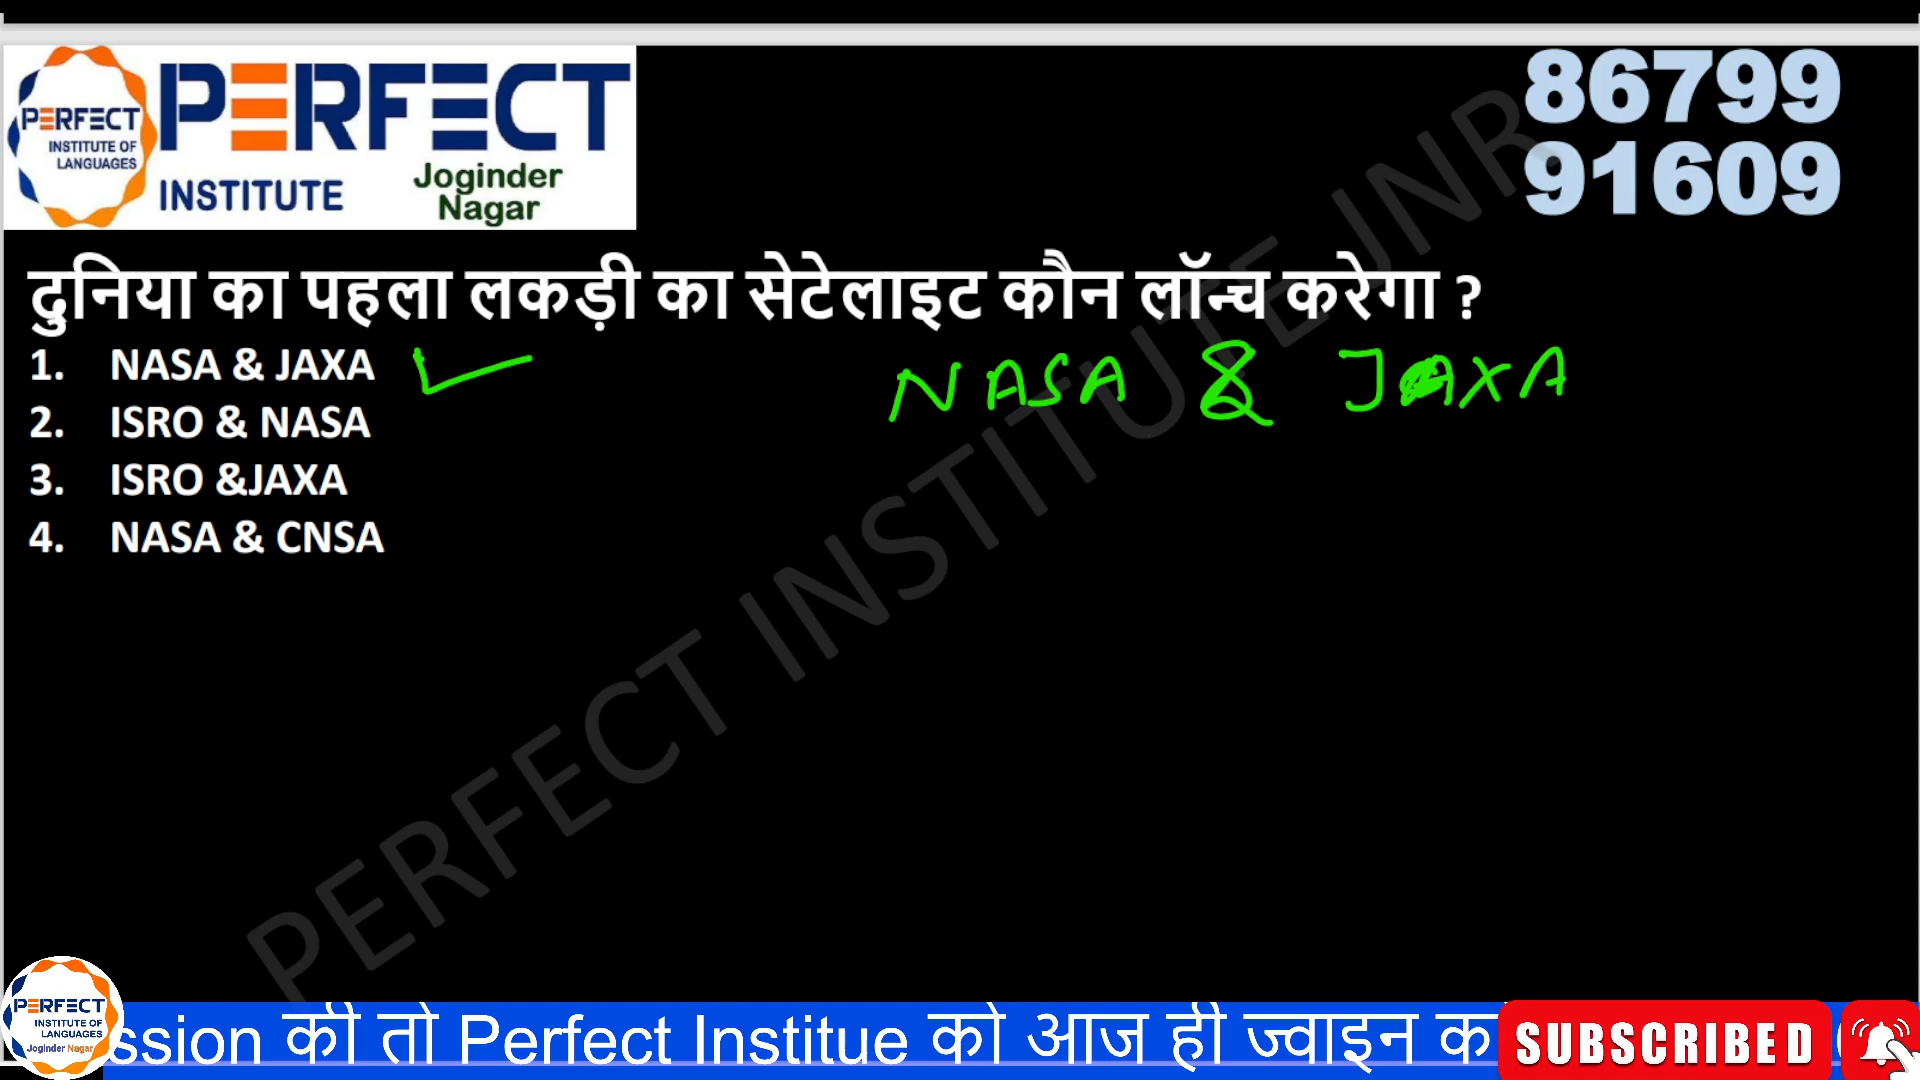 PERFECT
INSTITUTE OF
LANGUAGES
PERFECT
INSTITUTE
Joginder
Nagar
86799
91609
दुनिया का पहला लकड़ी का सेटेलाइट कौन लॉन्च करेगा ?
1. NASA & JAXA
NASA & JAXA
2. ISRO & NASA
3. ISRO &JAXA
4. NASA & CNSA
PERFECT INSTITUTE JNR
PERFECT
INSTITUTE OF
LANGUAGES
Joginder Nagar
ssion की तो Perfect Institue को आज ही ज्वाइन क
SUBSCRIBED